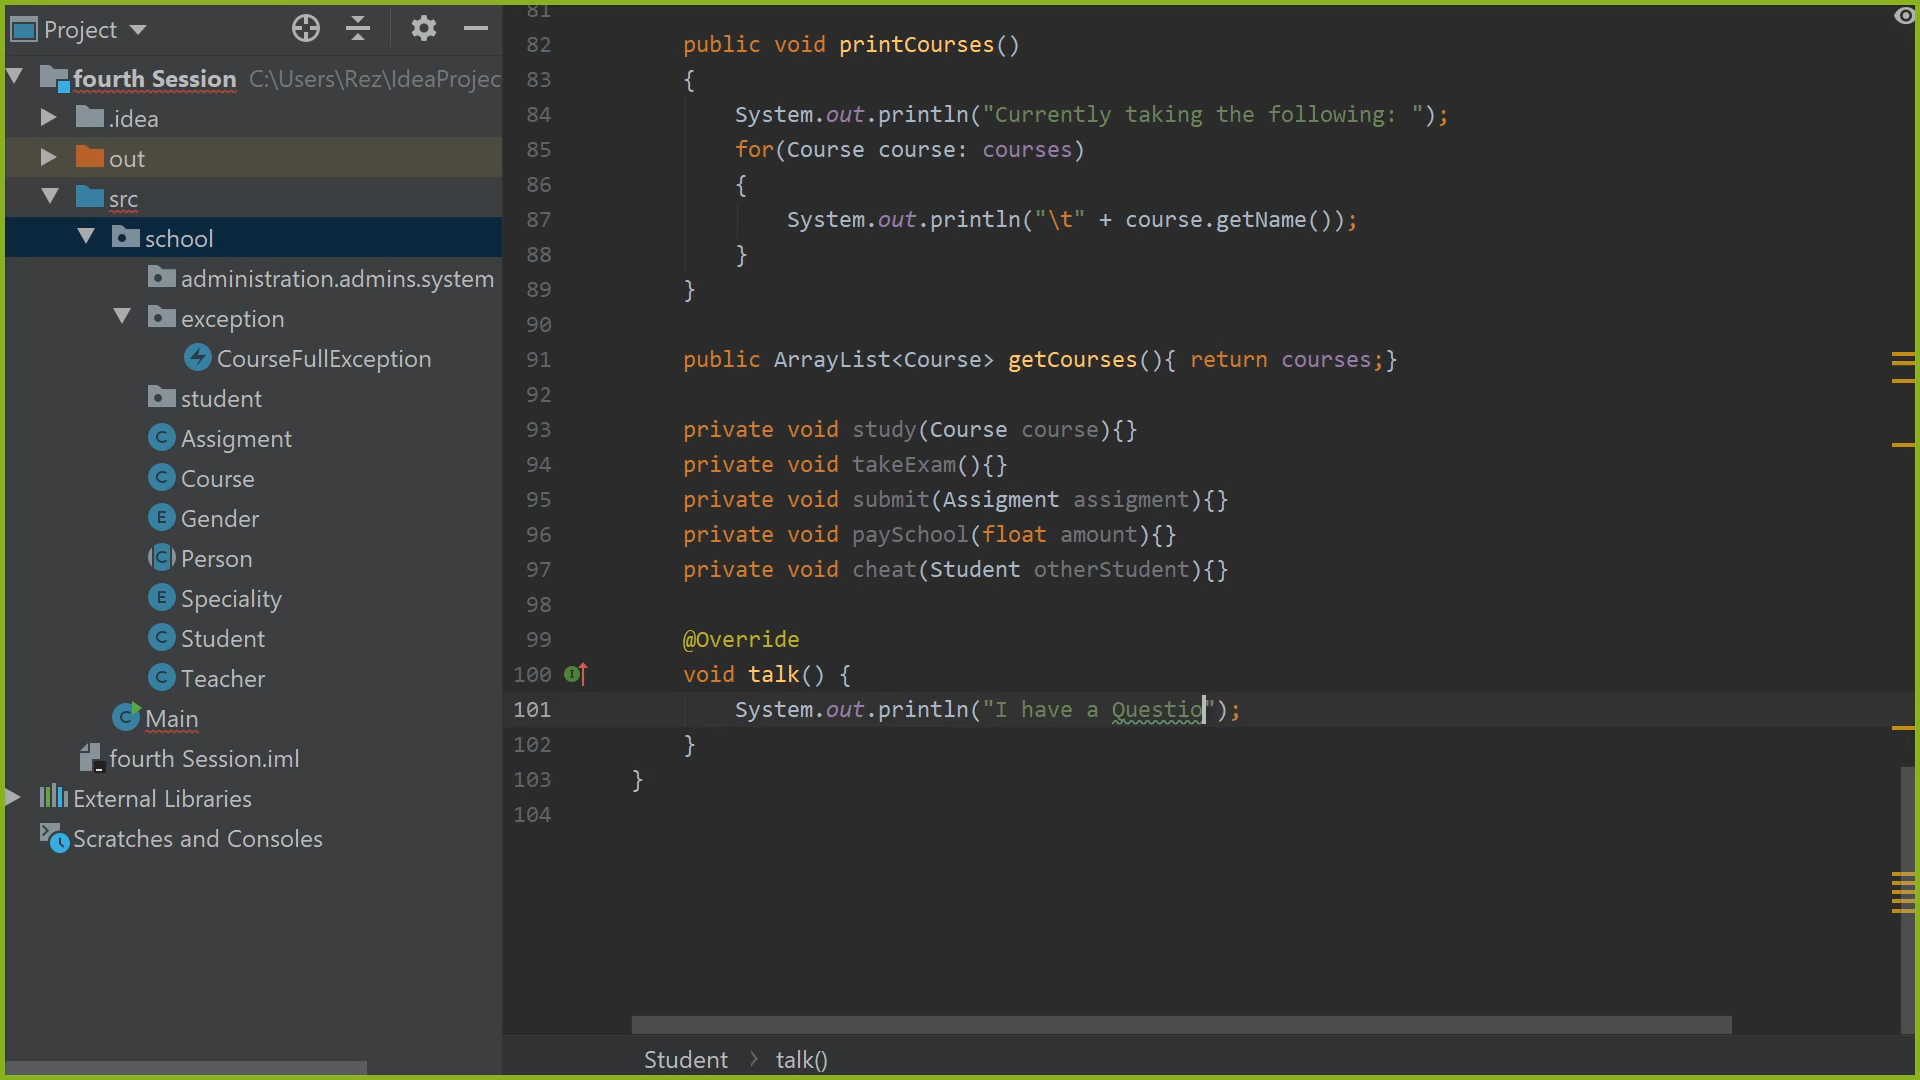 Project
fourth Session C:\Users\Rez\IdeaProjec
.idea
out
src
school
administration.admins.system
exception
CourseFullException
student
Assigment
Course
Gender
Person
Speciality
Student
Teacher
Main
fourth Session.iml
External Libraries
Scratches and Consoles
81
82 public void printCourses()
83 {
84 System.out.println("Currently taking the following: ");
85 for(Course course: courses)
86 {
87 System.out.println("\t" + course.getName());
88 }
89 }
90
91 public ArrayList<Course> getCourses(){ return courses;}
92
93 private void study(Course course){}
94 private void takeExam(){}
95 private void submit(Assigment assigment){}
96 private void paySchool(float amount){}
97 private void cheat(Student otherStudent){}
98
99 @Override
100 void talk() {
101 System.out.println("I have a Questio");
102 }
103 }
104
Student > talk()